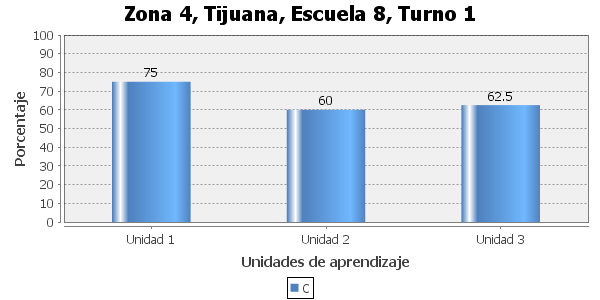 Zona 4, Tijuana, Escuela 8, Turno 1
Porcentaje
100
90
80
70
60
50
40
30
20
10
0
75
60
62.5
Unidad 1
Unidad 2
Unidad 3
Unidades de aprendizaje
C